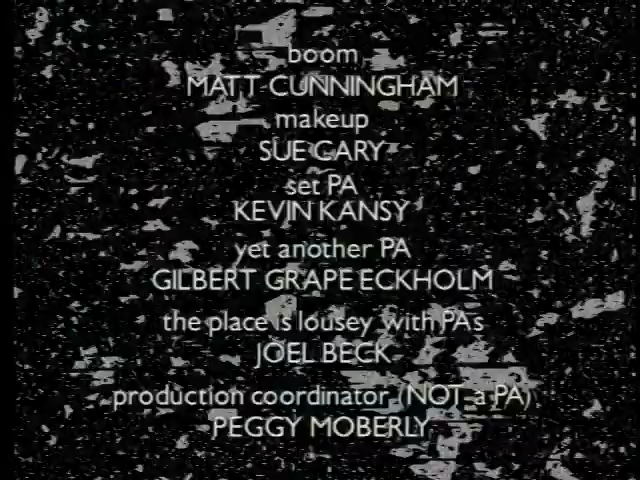 boom
MATT CUNNINGHAM
makeup
SUE GARY
set PA
KEVIN KANSY
yet another PA
GILBERT GRAPE ECKHOLM
the place is lousey with PAs
JOEL BECK
production coordinator (NOT a PA)
PEGGY MOBERLY